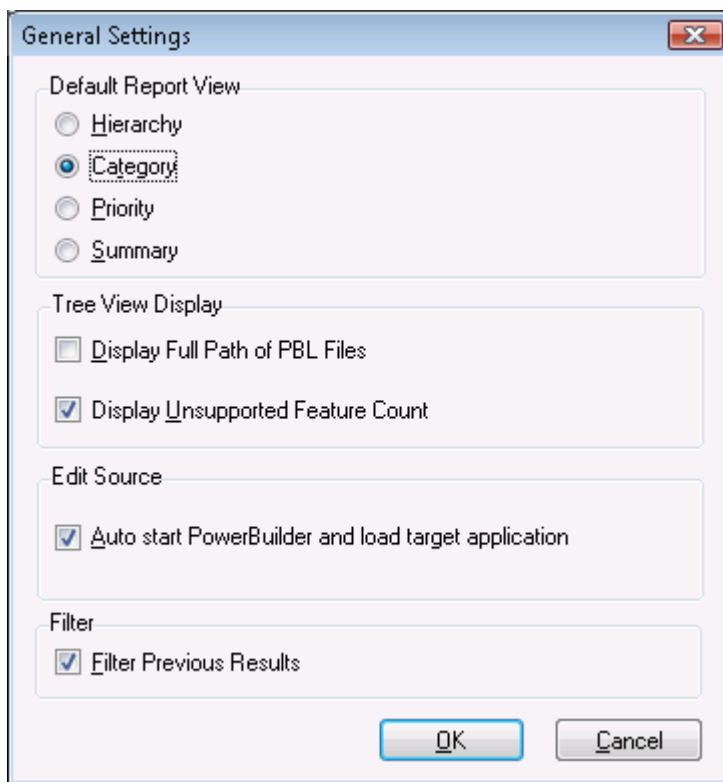 General Settings
Default Report View
Hierarchy
Category
Priority
Summary
Tree View Display
Display Full Path of PBL Files
Display Unsupported Feature Count
Edit Source
Auto start PowerBuilder and load target application
Filter
Filter Previous Results
OK Cancel